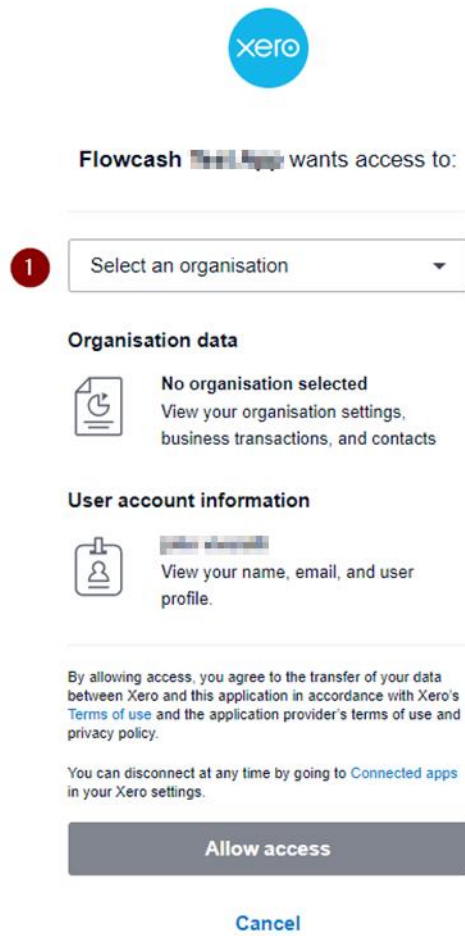 xero
Flowcash wants access to:
1
Select an organisation
Organisation data
No organisation selected
View your organisation settings,
business transactions, and contacts
User account information
View your name, email, and user
profile.
By allowing access, you agree to the transfer of your data
between Xero and this application in accordance with Xero's
Terms of use and the application provider's terms of use and
privacy policy.
You can disconnect at any time by going to Connected apps
in your Xero settings.
Allow access
Cancel